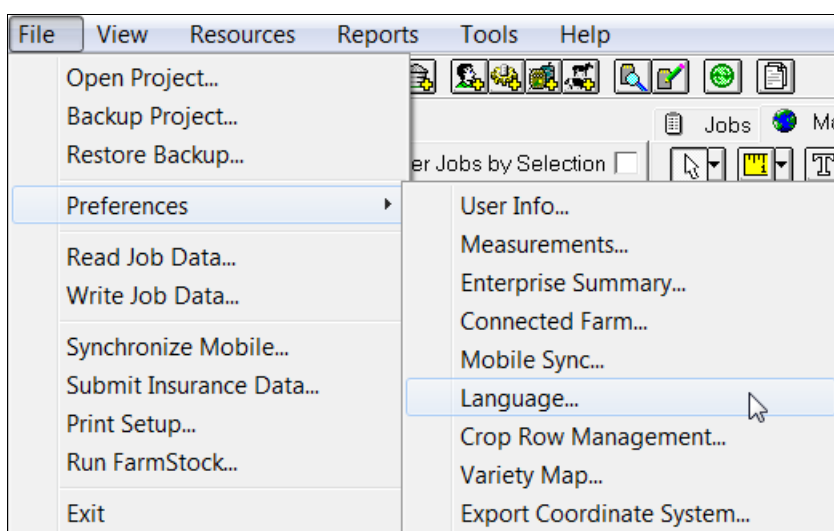 File View Resources Reports Tools Help
Open Project...
Backup Project...
Restore Backup...
Preferences
Read Job Data...
Write Job Data...
Synchronize Mobile...
Submit Insurance Data...
Print Setup...
Run FarmStock...
Exit
Jobs
er Jobs by Selection
User Info...
Measurements...
Enterprise Summary...
Connected Farm...
Mobile Sync...
Language...
Crop Row Management...
Variety Map...
Export Coordinate System...